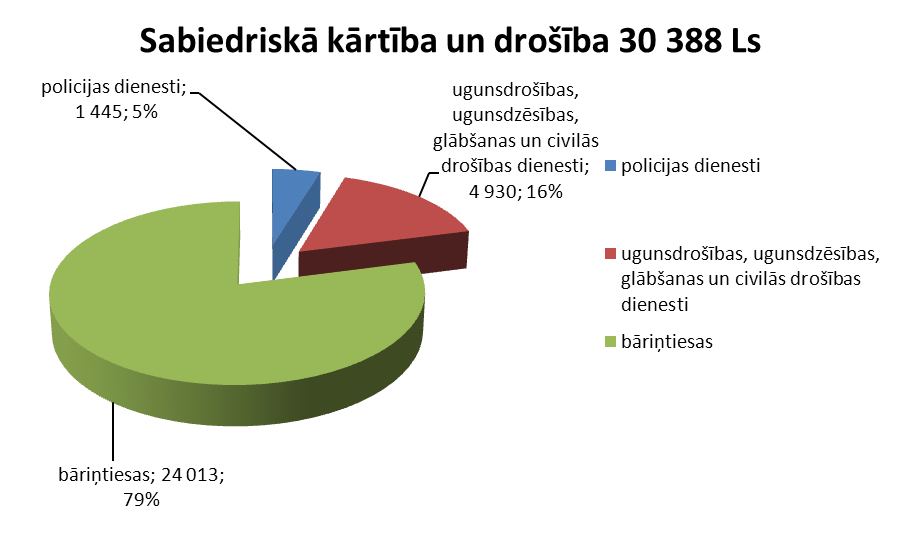 Sabiedriskā kārtība un drošība 30 388 Ls
policijas dienesti;
1 445; 5%
ugunsdrošības,
ugunsdzēsības,
glābšanas un civilās
drošības dienesti;
4 930; 16%
policijas dienesti
ugunsdrošības, ugunsdzēsības,
glābšanas un civilās drošības
dienesti
bāriņtiesas
bāriņtiesas; 24 013;
79%